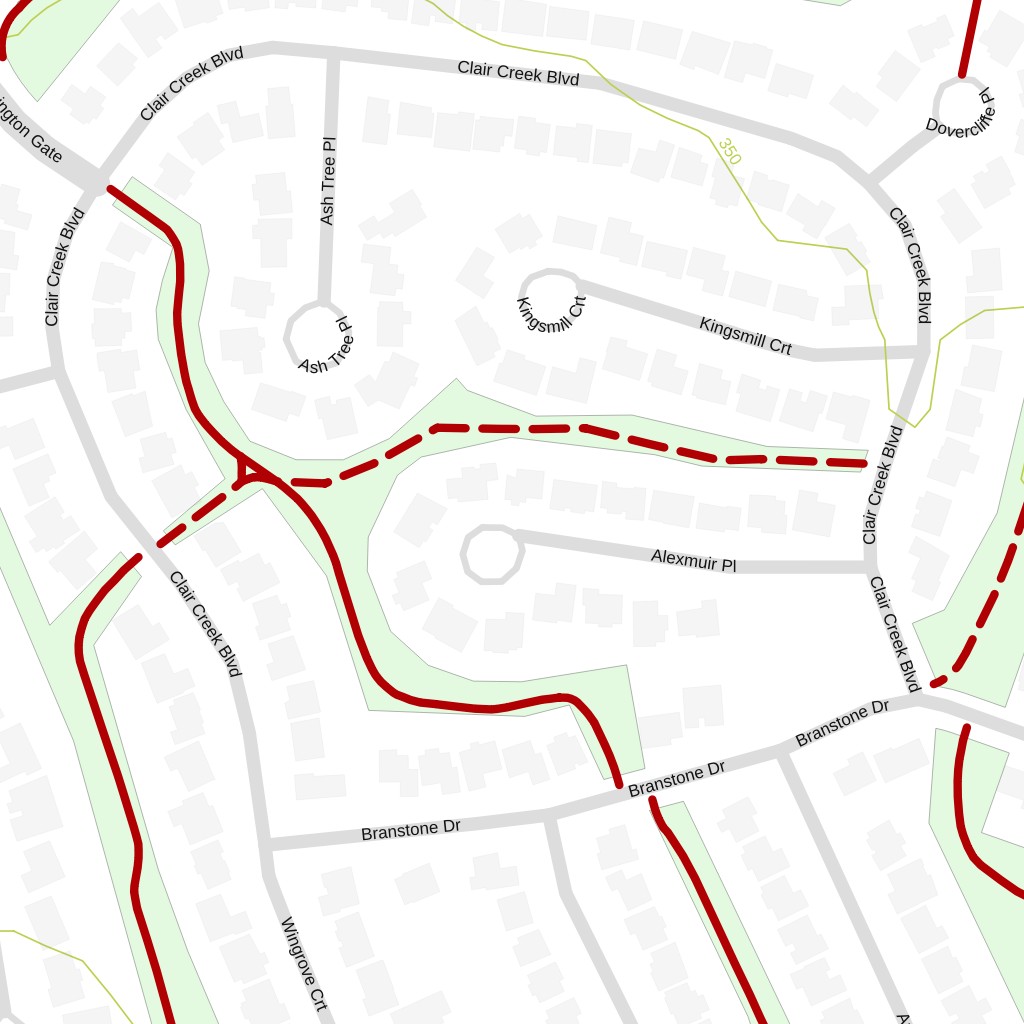 Clair Creek Blvd
Clair Creek Blvd
ington Gate
Dovercliffe Pl
350
Ash Tree Pl
Clair Creek Blvd
Clair Creek Blvd
Kingsmill Crt
Ash Tree Pl
Kingsmill Crt
Clair Creek Blvd
Alexmuir Pl
Clair Creek Blvd
Clair Creek Blvd
Branstone Dr
Branstone Dr
Branstone Dr
Wingrove Crt
A